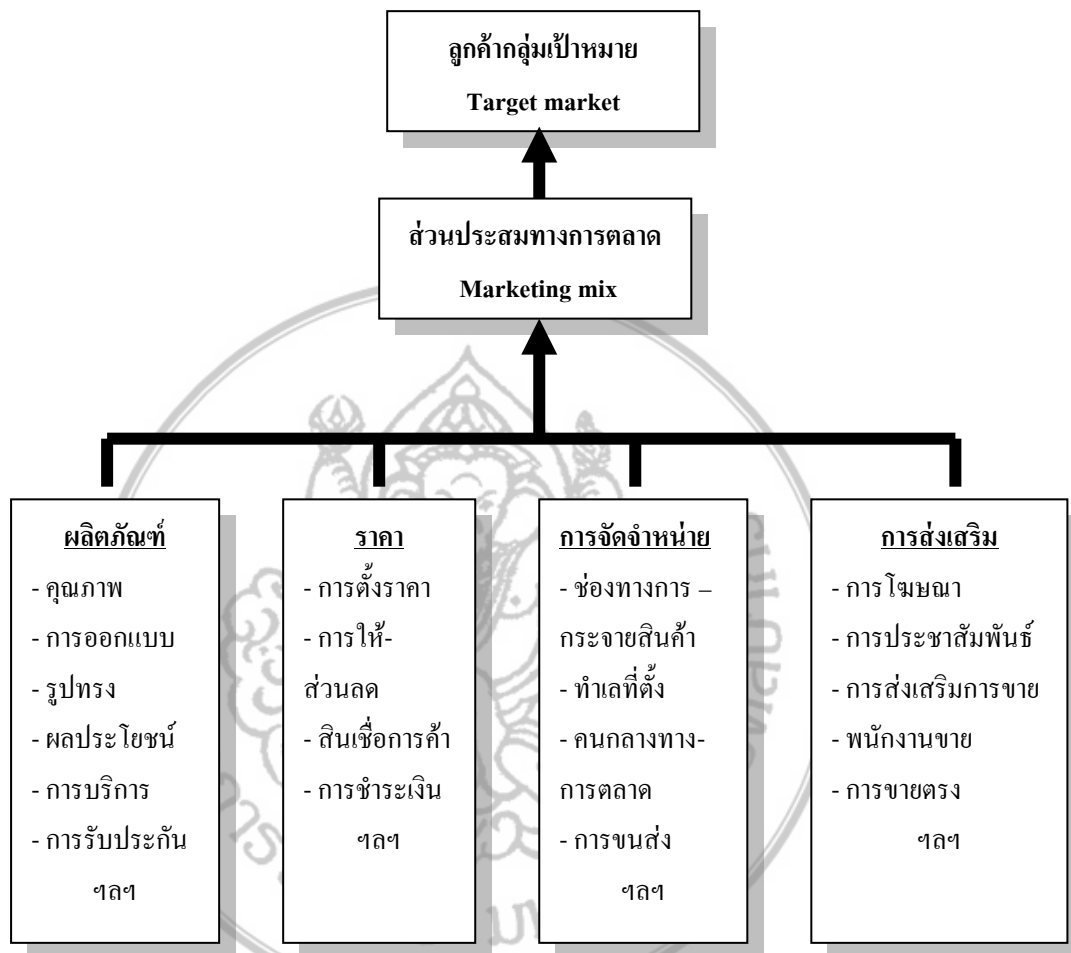 ลูกค้ากลุ่มเป้าหมาย
Target market
ส่วนประสมทางการตลาด
Marketing mix
ผลิตภัณฑ์
- คุณภาพ
- การออกแบบ
- รูปทรง
- ผลประโยชน์
- การบริการ
- การรับประกัน
ฯลฯ
ราคา
- การตั้งราคา
- การให้-
ส่วนลด
- สินเชื่อการค้า
- การชำระเงิน
ฯลฯ
การจัดจำหน่าย
- ช่องทางการ –
กระจายสินค้า
- ทำเลที่ตั้ง
- คนกลางทาง-
การตลาด
- การขนส่ง
ฯลฯ
การส่งเสริม
- การโฆษณา
- การประชาสัมพันธ์
- การส่งเสริมการขาย
- พนักงานขาย
- การขายตรง
ฯลฯ